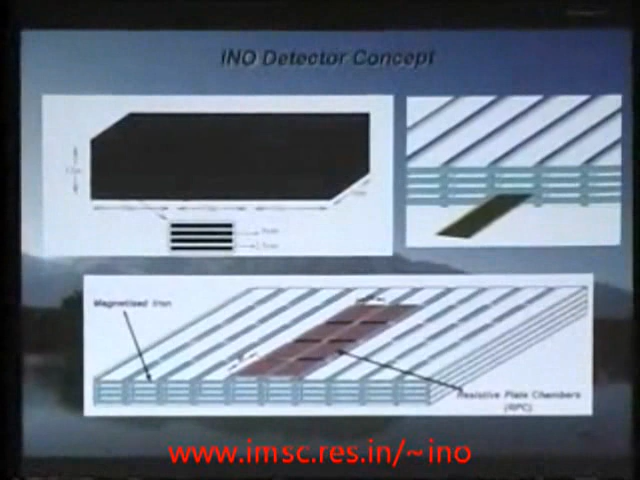 INO Detector Concept
Magnetised Iron
Resistive Plate Chambers
(RPC)
www.imsc.res.in/~ino